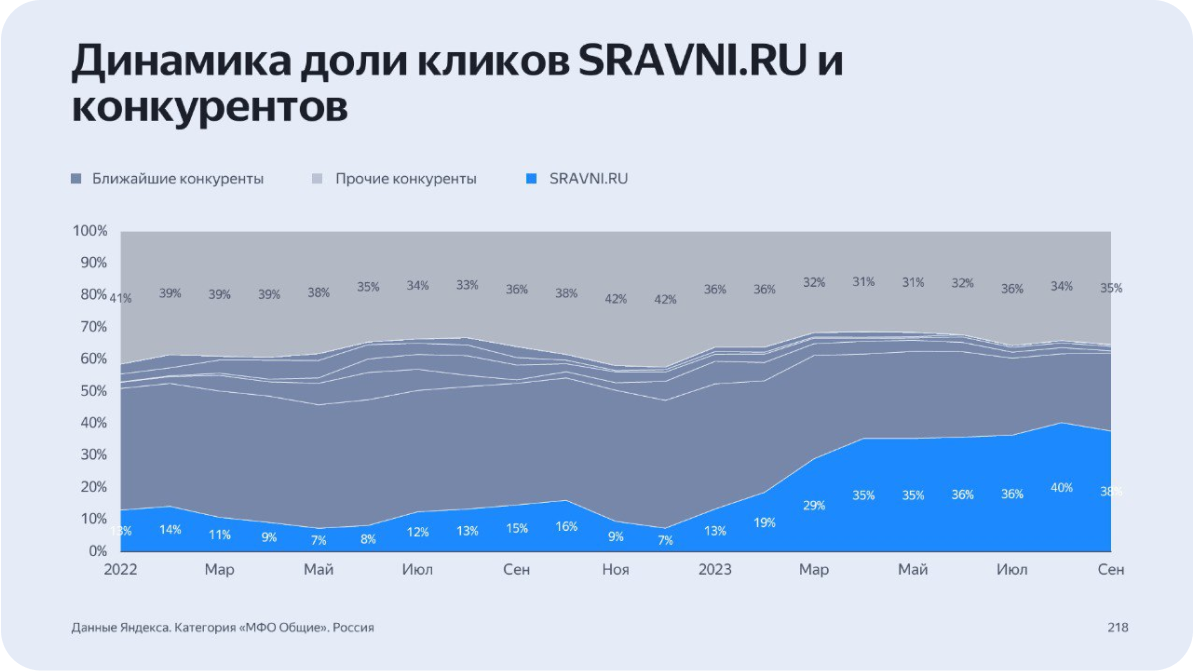 Динамика доли кликов SRAVNI.RU и
конкурентов
Ближайшие конкуренты Прочие конкуренты SRAVNI.RU
100%
90%
80%
70%
60%
50%
40%
30%
20%
10%
0%
41% 39% 39% 39% 38% 35% 34% 33% 36% 38% 42% 42% 36% 36% 32% 31% 31% 32% 36% 34% 35%
13% 14% 11% 9% 7% 8% 12% 13% 15% 16% 9% 7% 13% 19% 29% 35% 35% 36% 36% 40% 38%
2022 Мар Май Июл Сен Ноя 2023 Мар Май Июл Сен
Данные Яндекса. Категория «МФО Общие». Россия 218